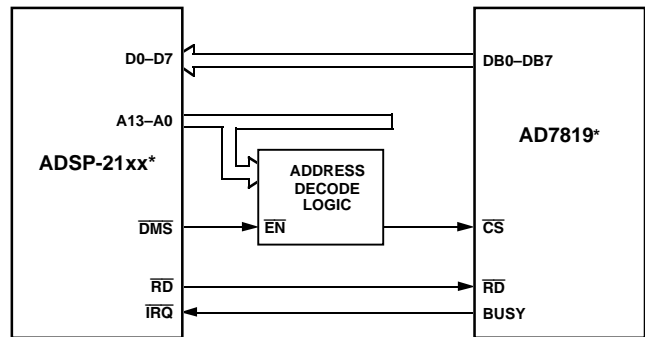 D0–D7
DB0–DB7
A13–A0
AD7819*
ADSP-21xx*
ADDRESS
DECODE
LOGIC
DMS
EN
CS
RD
RD
IRQ
BUSY